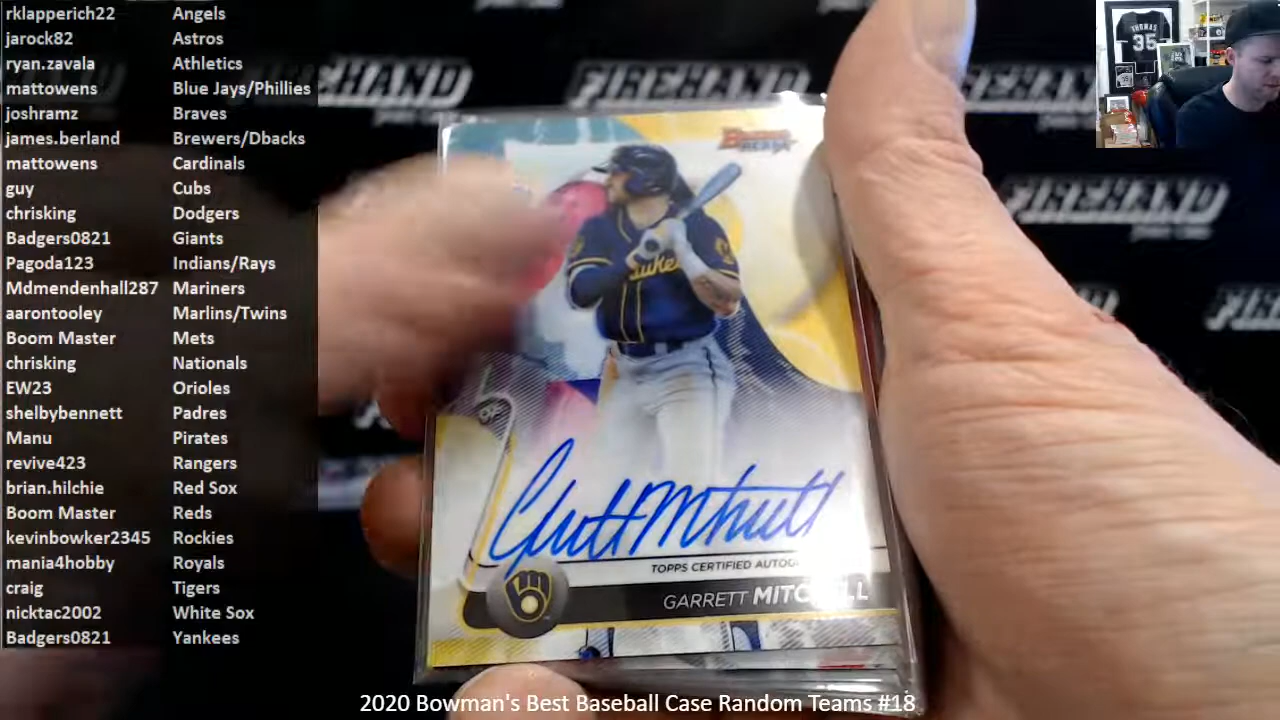 rklapperich22 Angels
jarock82 Astros
ryan.zavala Athletics
mattowens Blue Jays/Phillies
joshramz Braves
james.berland Brewers/Dbacks
mattowens Cardinals
guy Cubs
chrisking Dodgers
Badgers0821 Giants
Pagoda123 Indians/Rays
Mdmendenhall287 Mariners
aarontooley Marlins/Twins
Boom Master Mets
chrisking Nationals
EW23 Orioles
shelbybennett Padres
Manu Pirates
revive423 Rangers
brian.hilchie Red Sox
Boom Master Reds
kevinbowker2345 Rockies
mania4hobby Royals
craig Tigers
nicktac2002 White Sox
Badgers0821 Yankees
FIREHAND
FIREHAND
FIREHAND
THOMAS
35
OF
TOPPS CERTIFIED
GARRETT
2020 Bowman's Best Baseball Case Random Teams #18